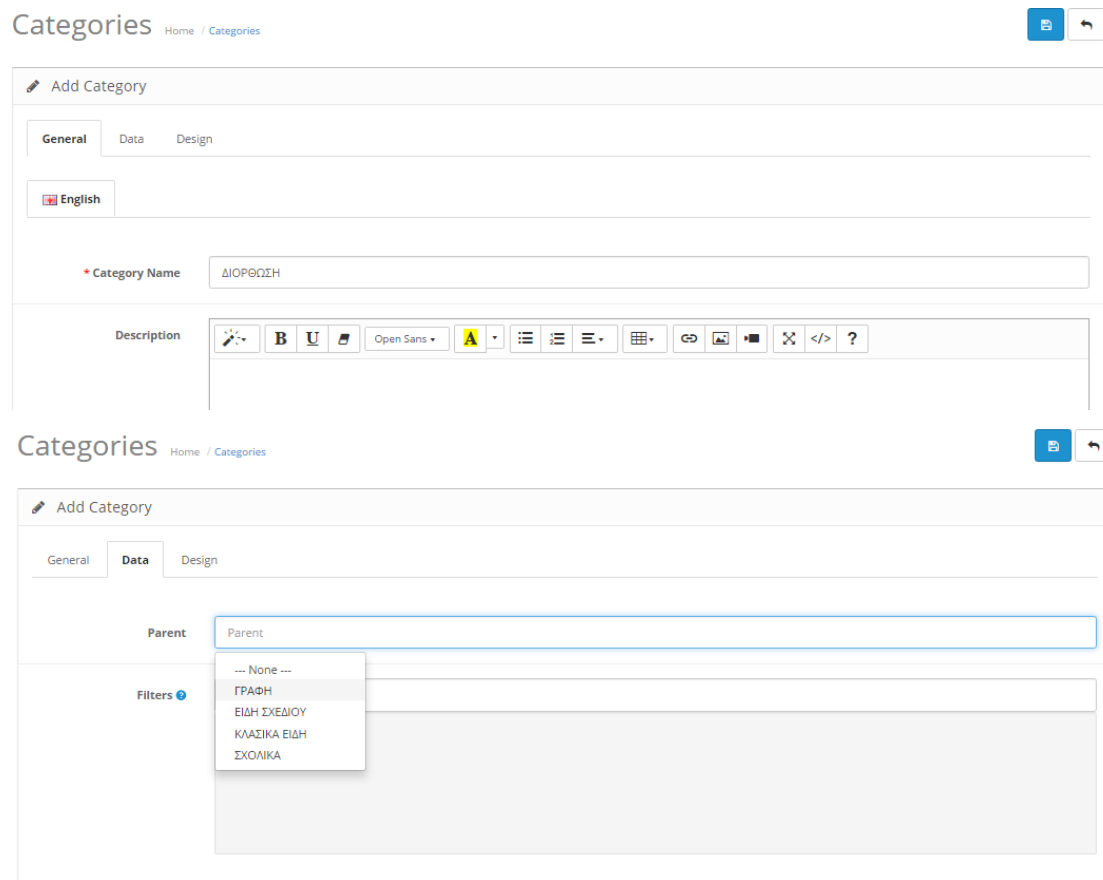 Categories Home / Categories
Add Category
General Data Design
English
* Category Name ΔΙΟΡΘΩΣΗ
Description B U Open Sans A </> ?
Categories Home / Categories
Add Category
General Data Design
Parent Parent
--- None ---
Filters ? ΓΡΑΦΗ
ΕΙΔΗ ΣΧΕΔΙΟΥ
ΚΛΑΣΙΚΑ ΕΙΔΗ
ΣΧΟΛΙΚΑ